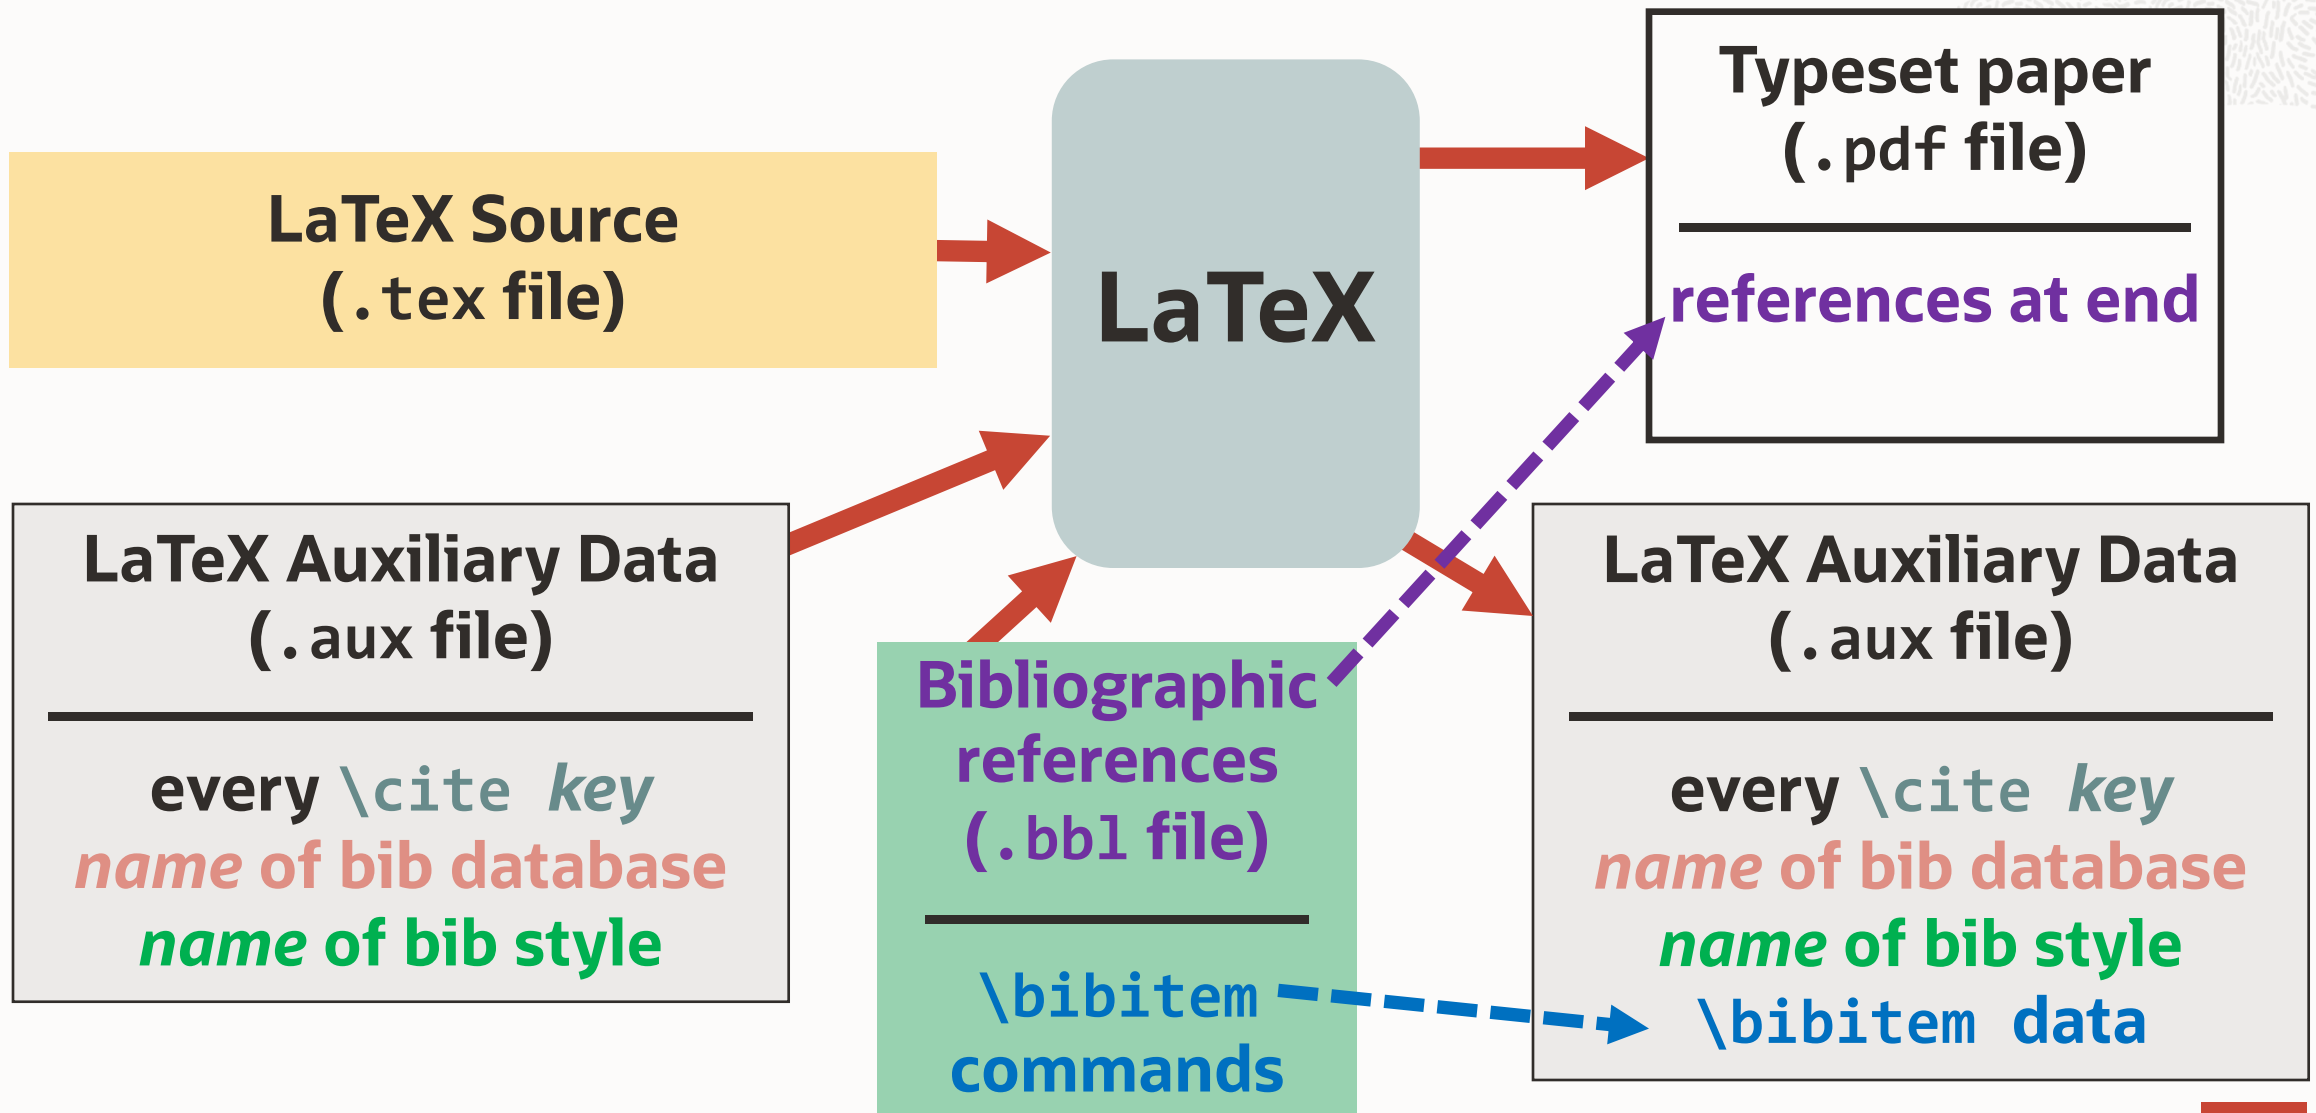 LaTeX Source
(.tex file)
LaTeX
Typeset paper
(.pdf file)
references at end
LaTeX Auxiliary Data
(.aux file)
every \cite key
name of bib database
name of bib style
Bibliographic
references
(.bbl file)
\bibitem
commands
LaTeX Auxiliary Data
(.aux file)
every \cite key
name of bib database
name of bib style
\bibitem data